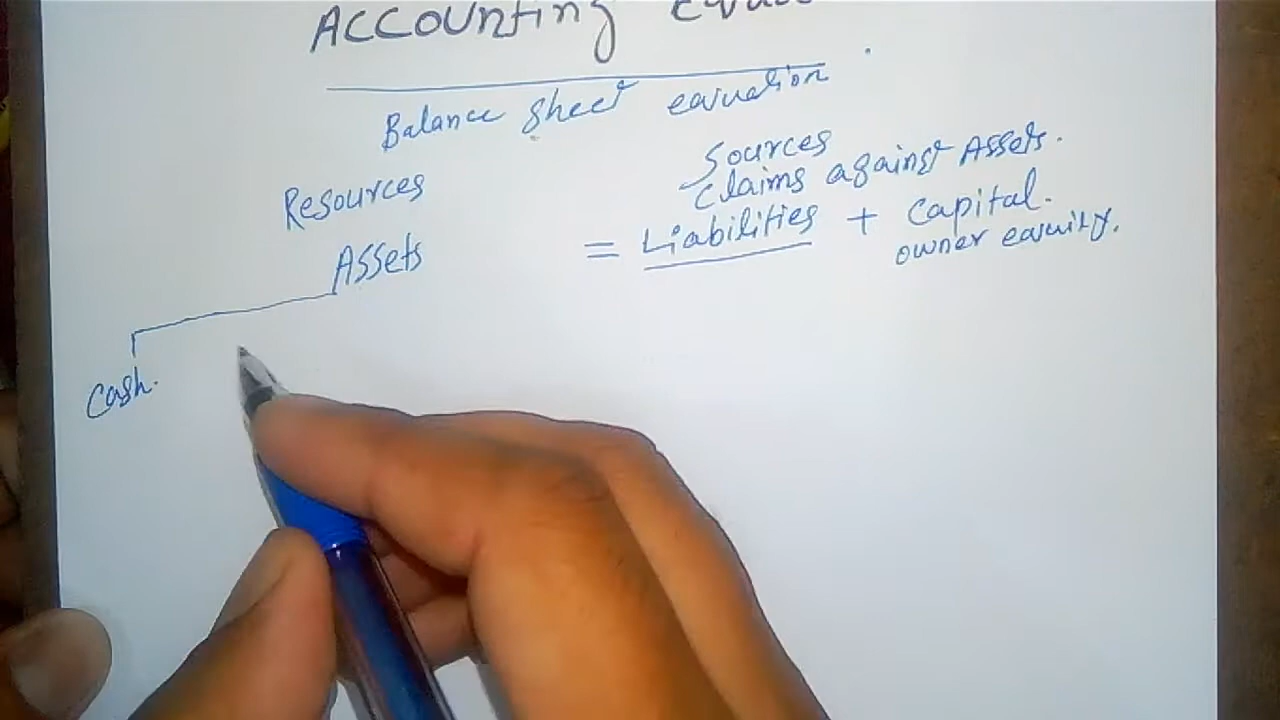 Accounting
Balance sheet equation
Sources
Resources
Claims against Assets.
Assets = Liabilities + Capital.
owner equity.
Cash.